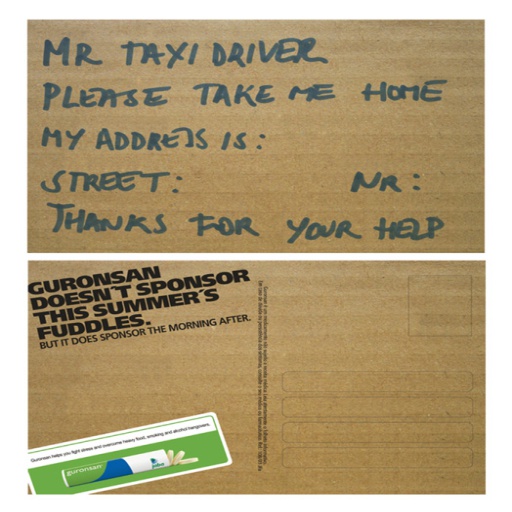 MR TAXI DRIVER
PLEASE TAKE ME HOME
MY ADDRESS IS:
STREET: NR:
THANKS FOR YOUR HELP
GURONSAN
DOESN'T SPONSOR
THIS SUMMER'S
FUDDLES.
BUT IT DOES SPONSOR THE MORNING AFTER.
Guronsan helps you fight stress and overcome heavy food, smoking and alcohol hangovers.
guronsan